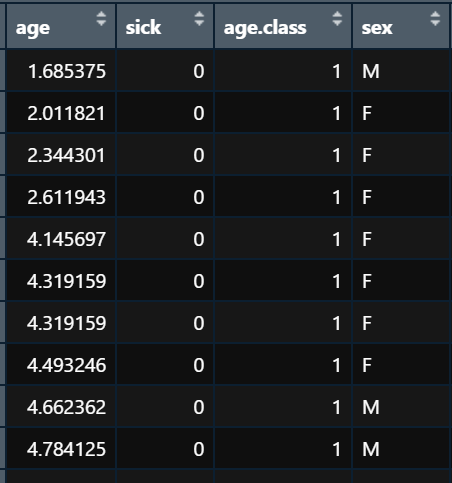 age sick age.class sex
1.685375 0 1 M
2.011821 0 1 F
2.344301 0 1 F
2.611943 0 1 F
4.145697 0 1 F
4.319159 0 1 F
4.319159 0 1 F
4.493246 0 1 F
4.662362 0 1 M
4.784125 0 1 M